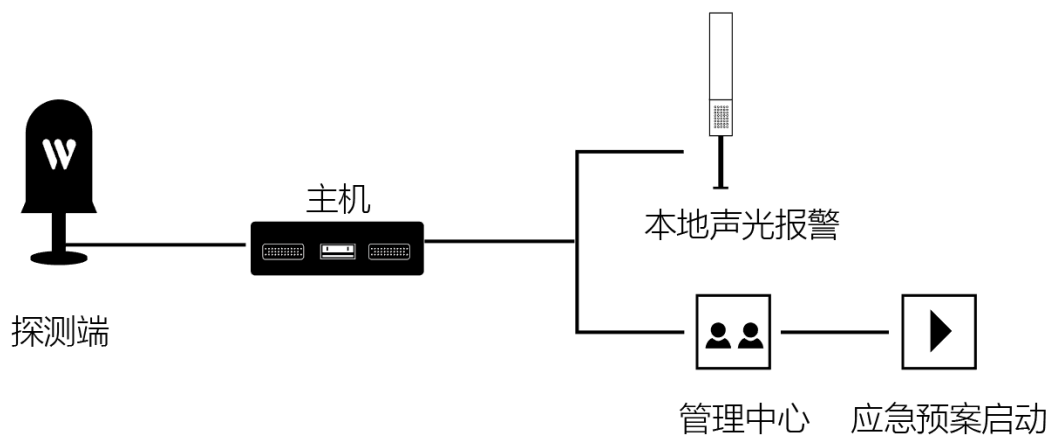 W
主机
本地声光报警
探测端
管理中心
应急预案启动